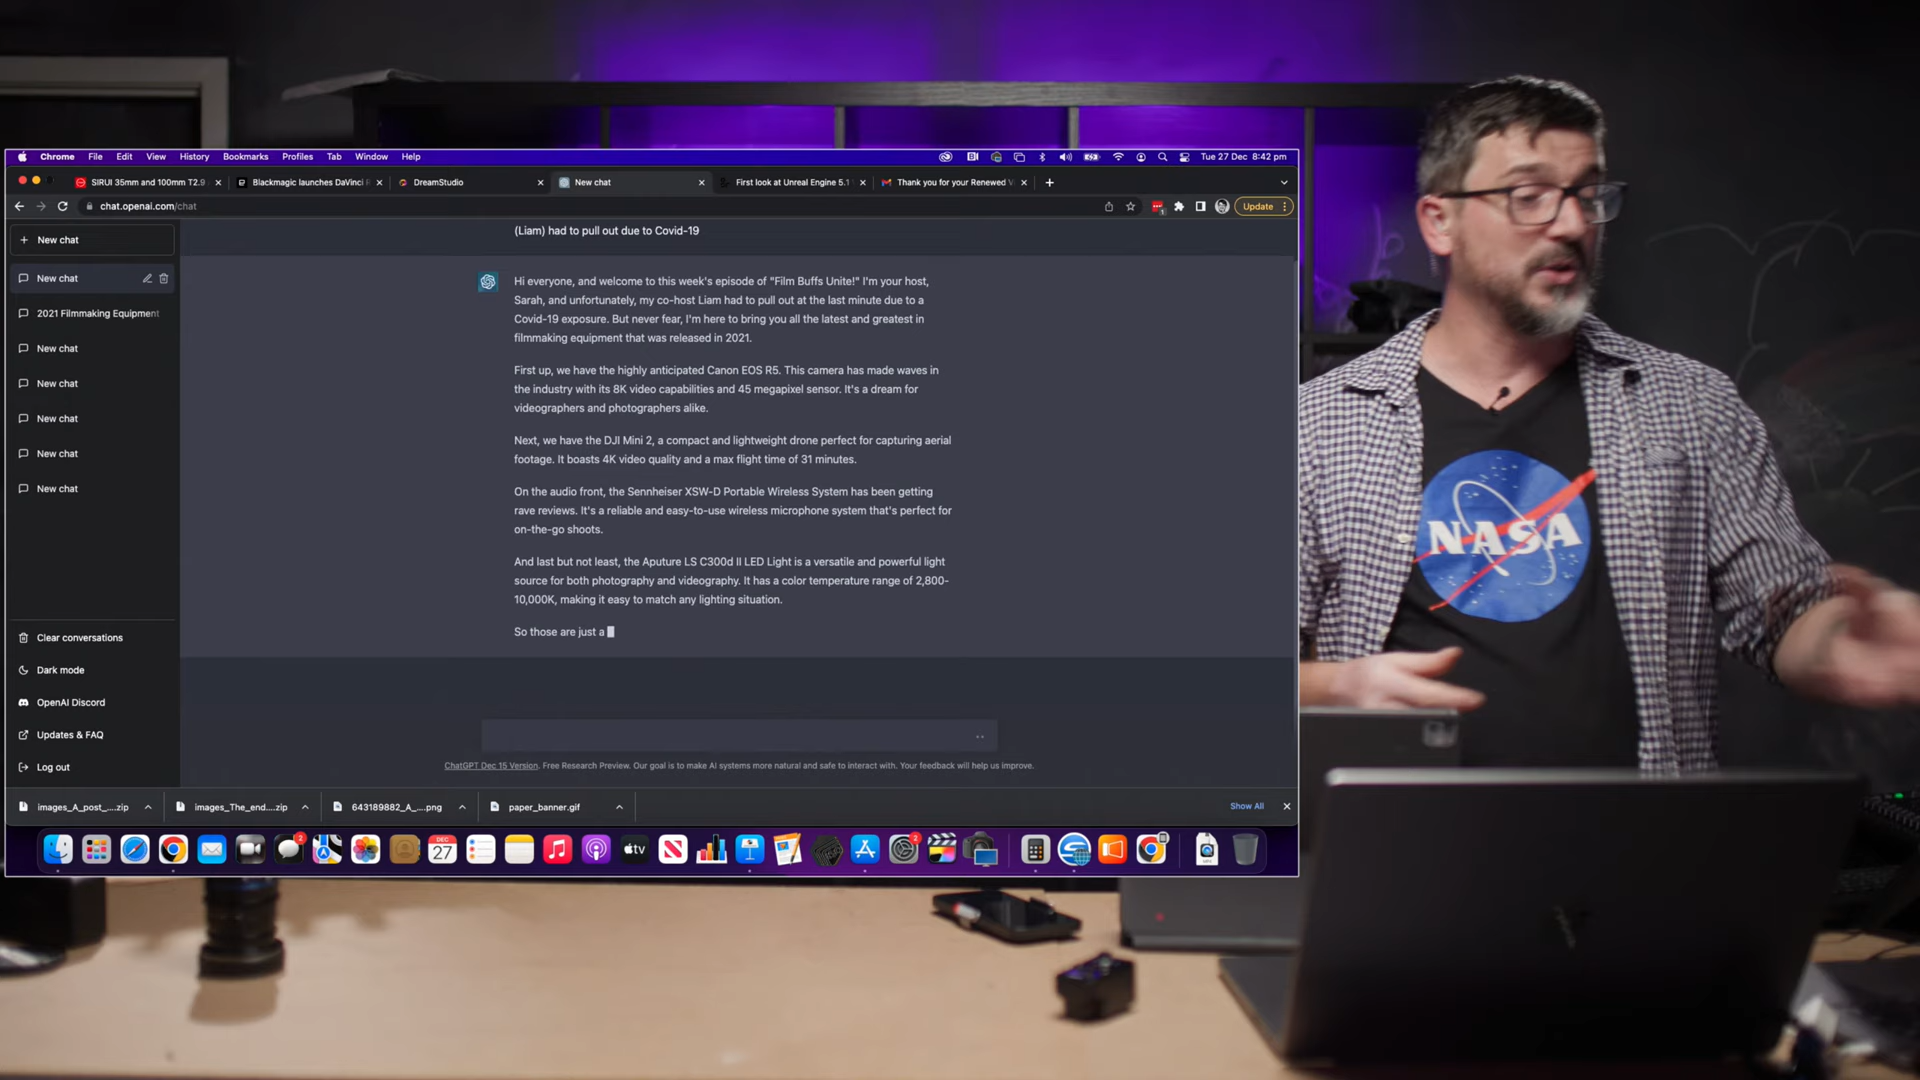 Chrome File Edit View History Bookmarks Profiles Tab Window Help Tue 27 Dec 8:42 pm
SIRUI 35mm and 100mm T2.9 Blackmagic launches DaVinci DreamStudio New chat First look at Unreal Engine 5.1 Thank you for your Renewed
chat.openai.com/chat Update
New chat
(Liam) had to pull out due to Covid-19
New chat
2021 Filmmaking Equipment
New chat
New chat
New chat
New chat
New chat
Hi everyone, and welcome to this week's episode of "Film Buffs Unite!" I'm your host,
Sarah, and unfortunately, my co-host Liam had to pull out at the last minute due to a
Covid-19 exposure. But never fear, I'm here to bring you all the latest and greatest in
filmmaking equipment that was released in 2021.
First up, we have the highly anticipated Canon EOS R5. This camera has made waves in
the industry with its 8K video capabilities and 45 megapixel sensor. It's a dream for
videographers and photographers alike.
Next, we have the DJI Mini 2, a compact and lightweight drone perfect for capturing aerial
footage. It boasts 4K video quality and a max flight time of 31 minutes.
On the audio front, the Sennheiser XSW-D Portable Wireless System has been getting
rave reviews. It's a reliable and easy-to-use wireless microphone system that's perfect for
on-the-go shoots.
And last but not least, the Aputure LS C300d II LED Light is a versatile and powerful light
source for both photography and videography. It has a color temperature range of 2,800-
10,000K, making it easy to match any lighting situation.
So those are just a
Clear conversations
Dark mode
OpenAI Discord
Updates & FAQ
Log out
ChatGPT Dec 15 Version. Free Research Preview. Our goal is to make AI systems more natural and safe to interact with. Your feedback will help us improve.
images_A_post_....zip images_The_end....zip 643189882_A_....png paper_banner.gif Show All
2
DEC
27
tv
2
NASA